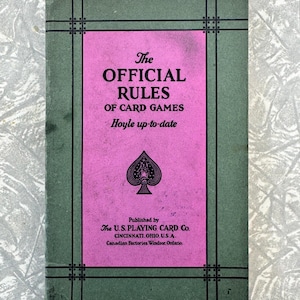 The
OFFICIAL
RULES
OF CARD GAMES
Hoyle up-to-date
Published by
The U.S. PLAYING CARD Co.
CINCINNATI, OHIO, U.S.A.
Canadian Factories Windsor Ontario.